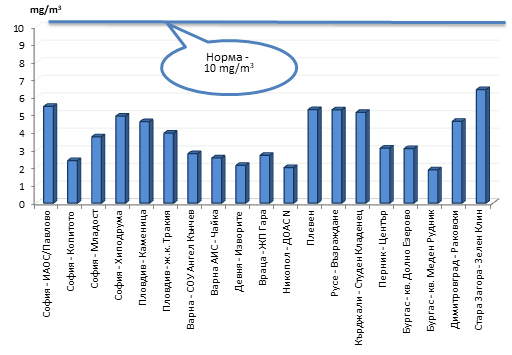 mg/m³
Норма -
10 mg/m³
10
9
8
7
6
5
4
3
2
1
0
София - ИАОС/Павлово
София - Копитото
София - Младост
София - Хиподрума
Пловдив - Каменица
Пловдив - ж.к. Тракия
Варна - СОУ Ангел Кънчев
Варна АИС - Чайка
Девня - Изворите
Враца - ЖП Гара
Никопол - ДОАС N
Плевен
Русе - Възраждане
Кърджали - Студен Кладенец
Перник - Център
Бургас - кв. Долно Езерово
Бургас - кв. Меден Рудник
Димитровград - Раковски
Стара Загора - Зелен Клин